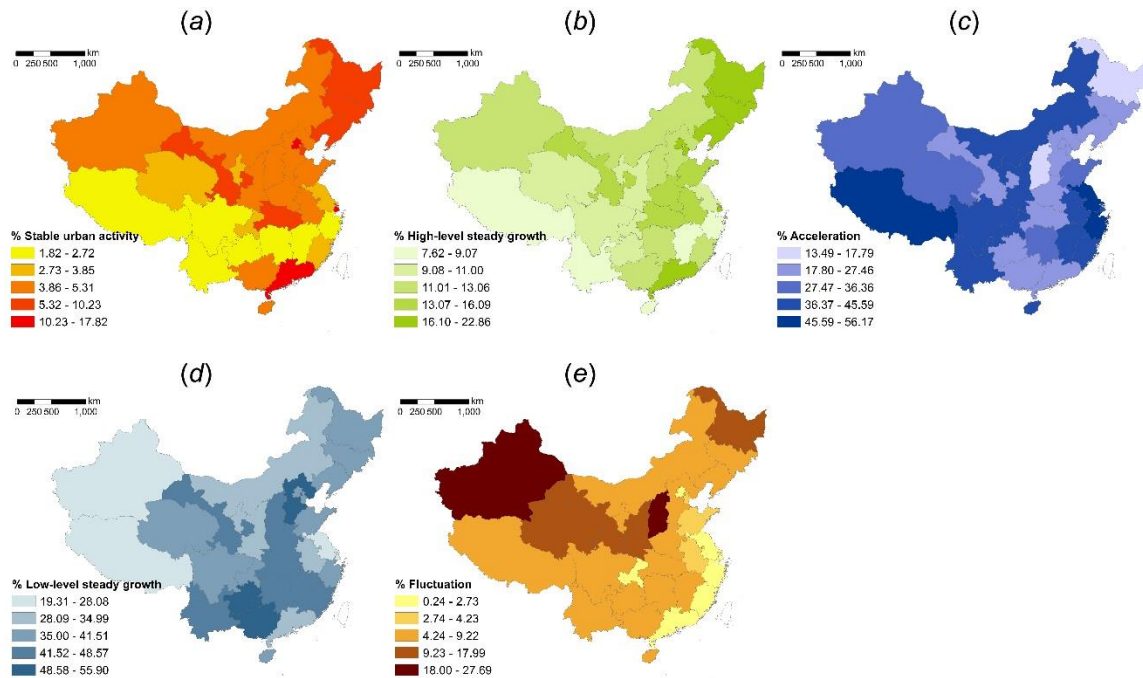 (a)
km
0 250 500 1,000
% Stable urban activity
1.82 - 2.72
2.73 - 3.85
3.86 - 5.31
5.32 - 10.23
10.23 - 17.82
(b)
km
0 250 500 1,000
% High-level steady growth
7.62 - 9.07
9.08 - 11.00
11.01 - 13.06
13.07 - 16.09
16.10 - 22.86
(c)
km
0 250 500 1,000
% Acceleration
13.49 - 17.79
17.80 - 27.46
27.47 - 36.36
36.37 - 45.59
45.59 - 56.17
(d)
km
0 250 500 1,000
% Low-level steady growth
19.31 - 28.08
28.09 - 34.99
35.00 - 41.51
41.52 - 48.57
48.58 - 55.90
(e)
km
0 250 500 1,000
% Fluctuation
0.24 - 2.73
2.74 - 4.23
4.24 - 9.22
9.23 - 17.99
18.00 - 27.69